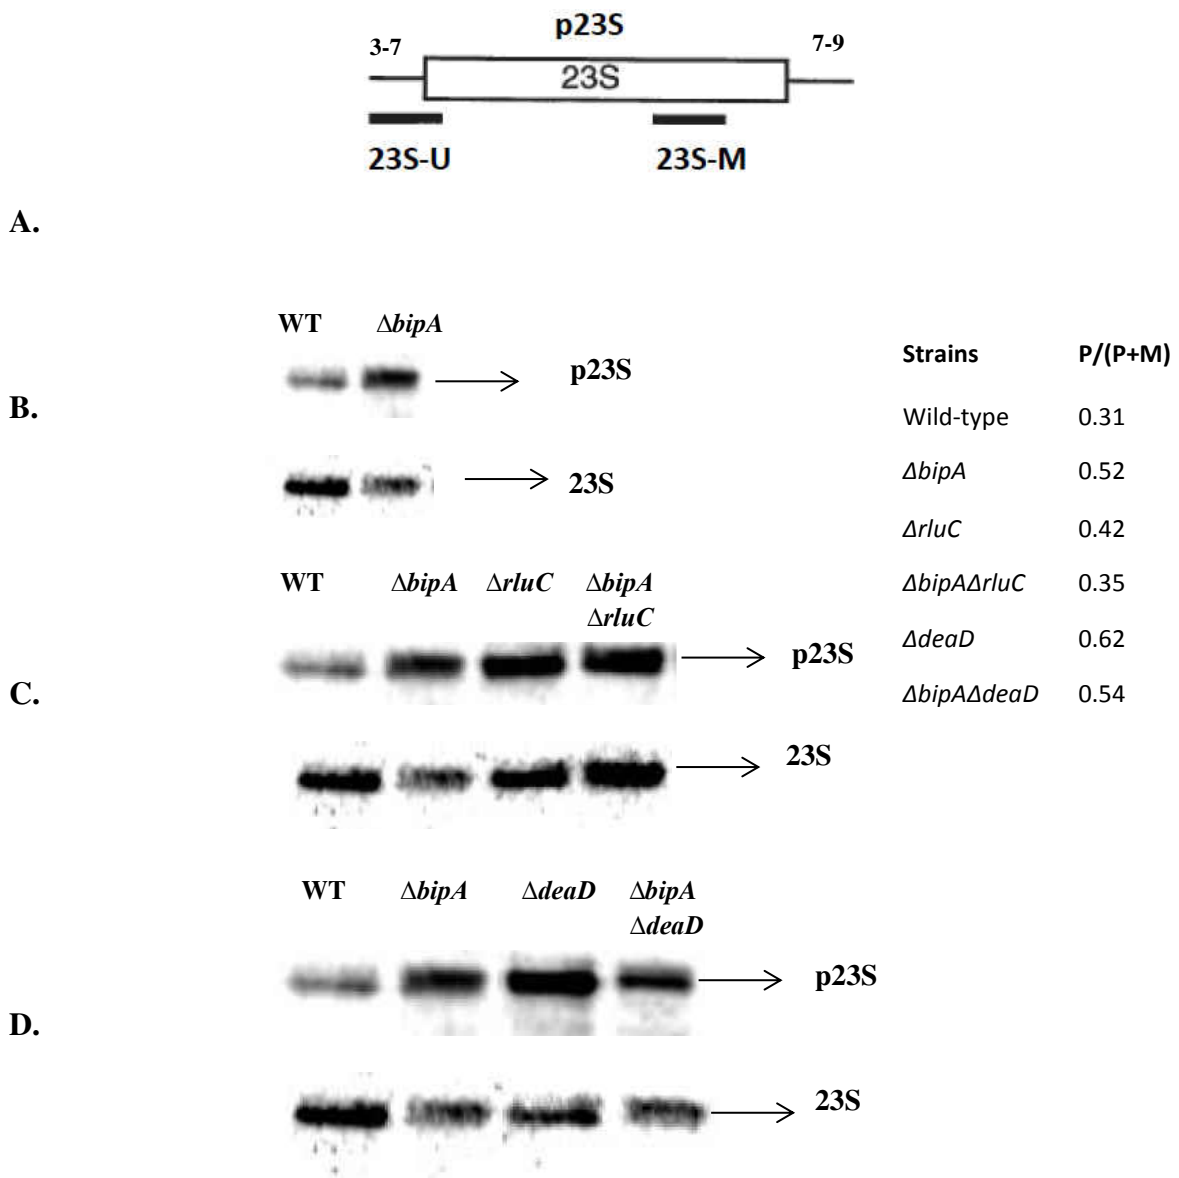 p23S
3-7
7-9
23S
23S-U
23S-M
A.
WT ΔbipA
p23S
B.
23S
Strains P/(P+M)
Wild-type 0.31
ΔbipA 0.52
ΔrluC 0.42
ΔbipAΔrluC 0.35
ΔdeaD 0.62
ΔbipAΔdeaD 0.54
WT ΔbipA ΔrluC ΔbipA
ΔrluC
p23S
C.
23S
WT ΔbipA ΔdeaD ΔbipA
ΔdeaD
p23S
D.
23S